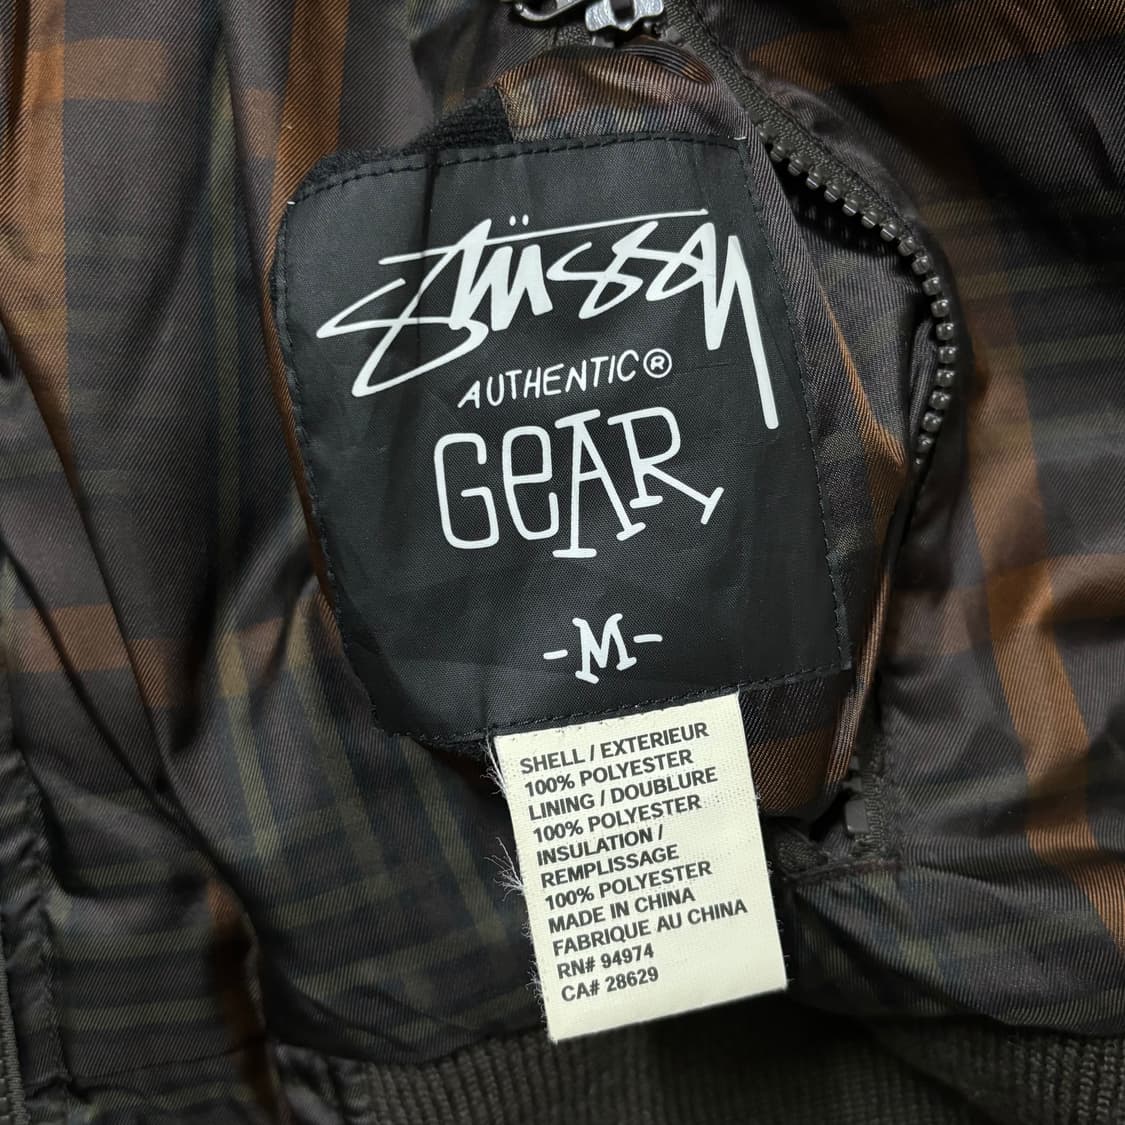 Stüssy
AUTHENTIC®
GeAR
-M-
SHELL / EXTERIEUR
100% POLYESTER
LINING / DOUBLURE
100% POLYESTER
INSULATION /
REMPLISSAGE
100% POLYESTER
MADE IN CHINA
FABRIQUE AU CHINA
RN# 94974
CA# 28629